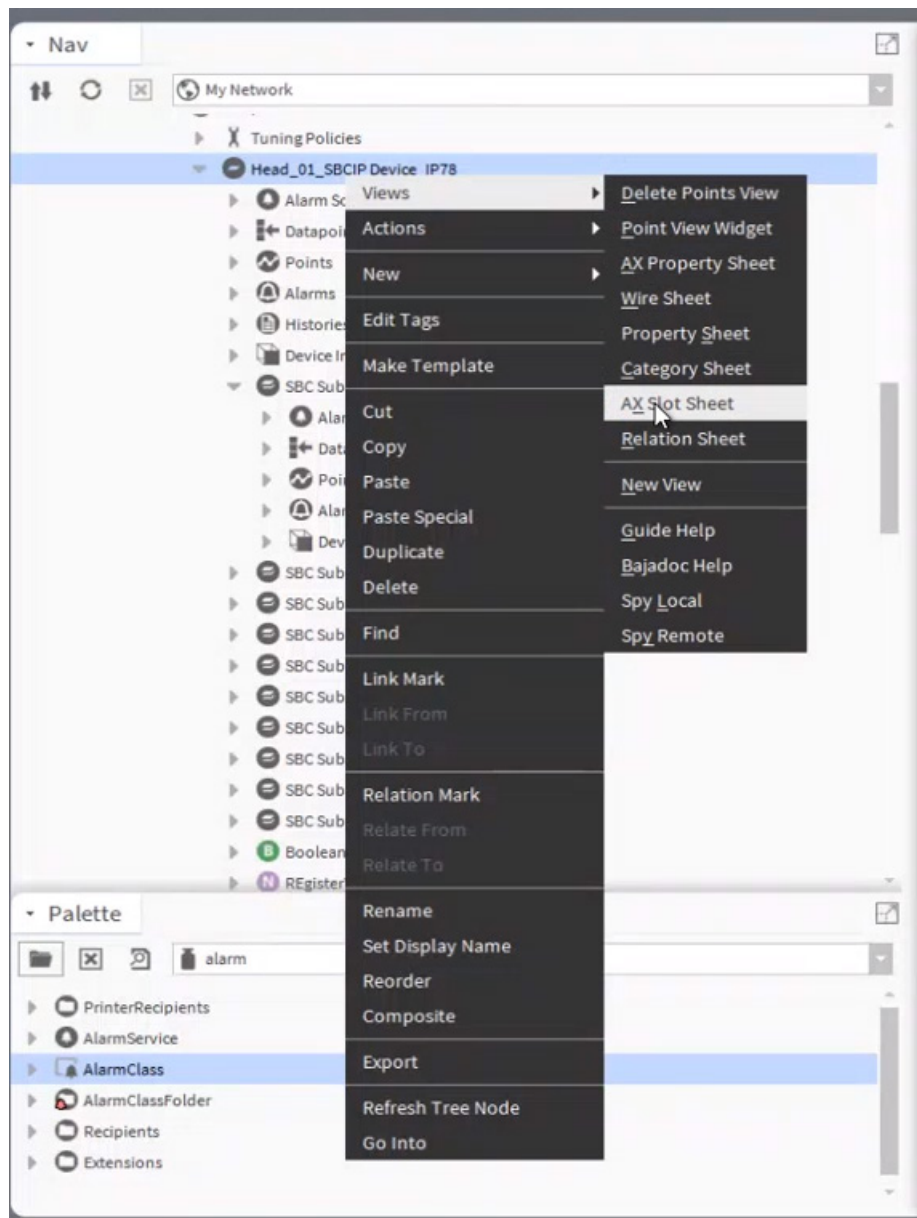 Nav
My Network
Tuning Policies
Head_01_SBCIP Device IP78
Alarm So
Datapoi
Points
Alarms
Histories
Device In
SBC Sub
Alar
Data
Poi
Alar
Dev
SBC Sub
SBC Sub
SBC Sub
SBC Sub
SBC Sub
SBC Sub
SBC Sub
SBC Sub
SBC Sub
Boolean
REgister
Views
Actions
New
Edit Tags
Make Template
Cut
Copy
Paste
Paste Special
Duplicate
Delete
Find
Link Mark
Link From
Link To
Relation Mark
Relate From
Relate To
Rename
Set Display Name
Reorder
Composite
Export
Refresh Tree Node
Go Into
Delete Points View
Point View Widget
AX Property Sheet
Wire Sheet
Property Sheet
Category Sheet
AX Slot Sheet
Relation Sheet
New View
Guide Help
Bajadoc Help
Spy Local
Spy Remote
Palette
alarm
PrinterRecipients
AlarmService
AlarmClass
AlarmClassFolder
Recipients
Extensions